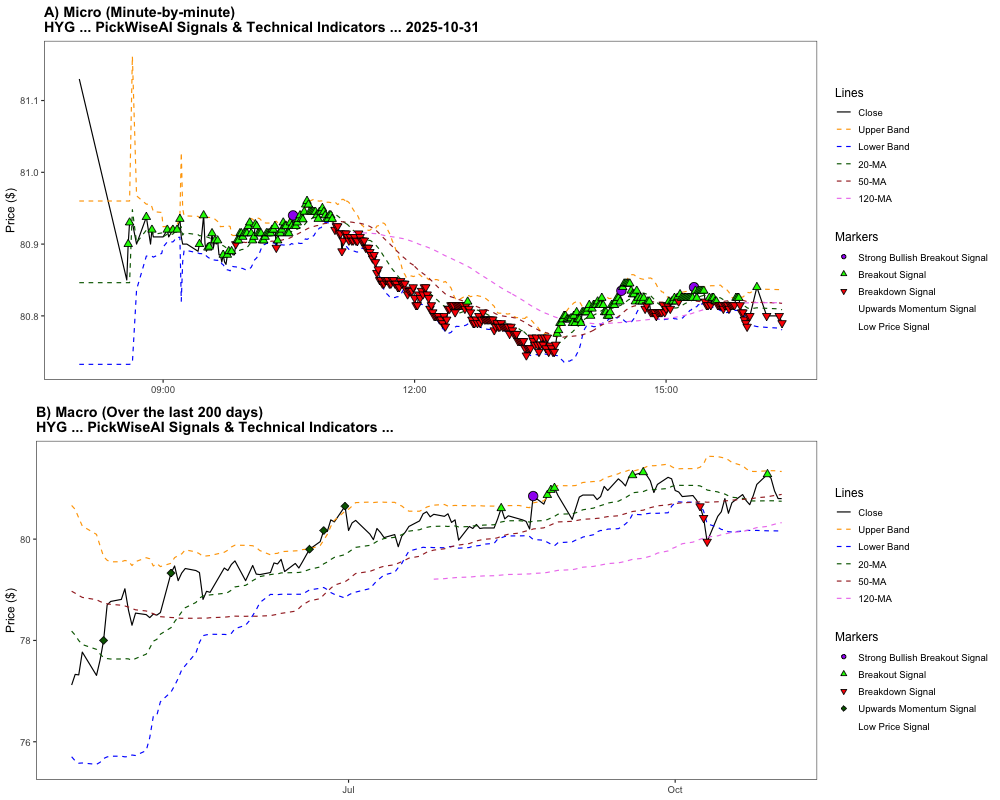 A) Micro (Minute-by-minute)
HYG ... PickWiseAI Signals & Technical Indicators ... 2025-10-31
81.1
81.0
80.9
80.8
Price ($)
09:00
12:00
15:00
Lines
Close
Upper Band
Lower Band
20-MA
50-MA
120-MA
Markers
Strong Bullish Breakout Signal
Breakout Signal
Breakdown Signal
Upwards Momentum Signal
Low Price Signal
B) Macro (Over the last 200 days)
HYG ... PickWiseAI Signals & Technical Indicators ...
80
78
76
Price ($)
Jul
Oct
Lines
Close
Upper Band
Lower Band
20-MA
50-MA
120-MA
Markers
Strong Bullish Breakout Signal
Breakout Signal
Breakdown Signal
Upwards Momentum Signal
Low Price Signal